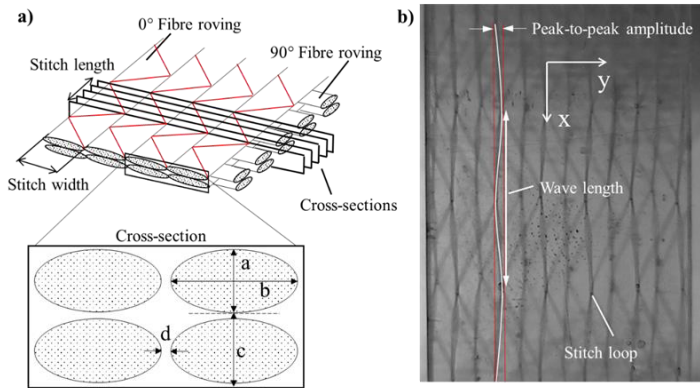 a)
0° Fibre roving
90° Fibre roving
Stitch length
Stitch width
Cross-sections
Cross-section
a
b
d
c
b)
Peak-to-peak amplitude
y
x
Wave length
Stitch loop